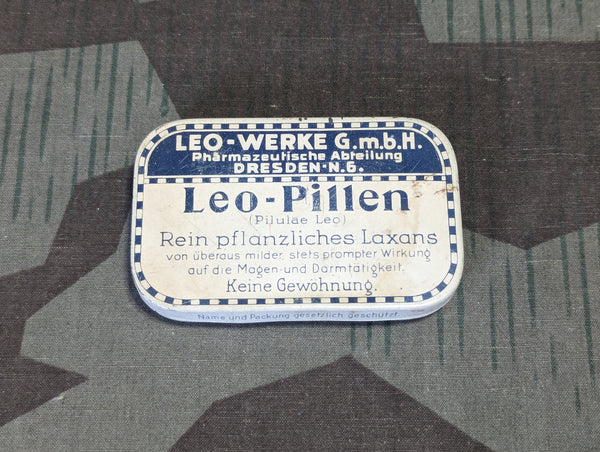 LEO-WERKE G.m.b.H.
Pharmazeutische Abteilung
DRESDEN-N.6.
Leo-Pillen
(Pilulae Leo)
Rein pflanzliches Laxans
von überaus milder, stets prompter Wirkung
auf die Magen-und Darmtätigkeit.
Keine Gewöhnung.
Name und Packung gesetzlich geschützt.